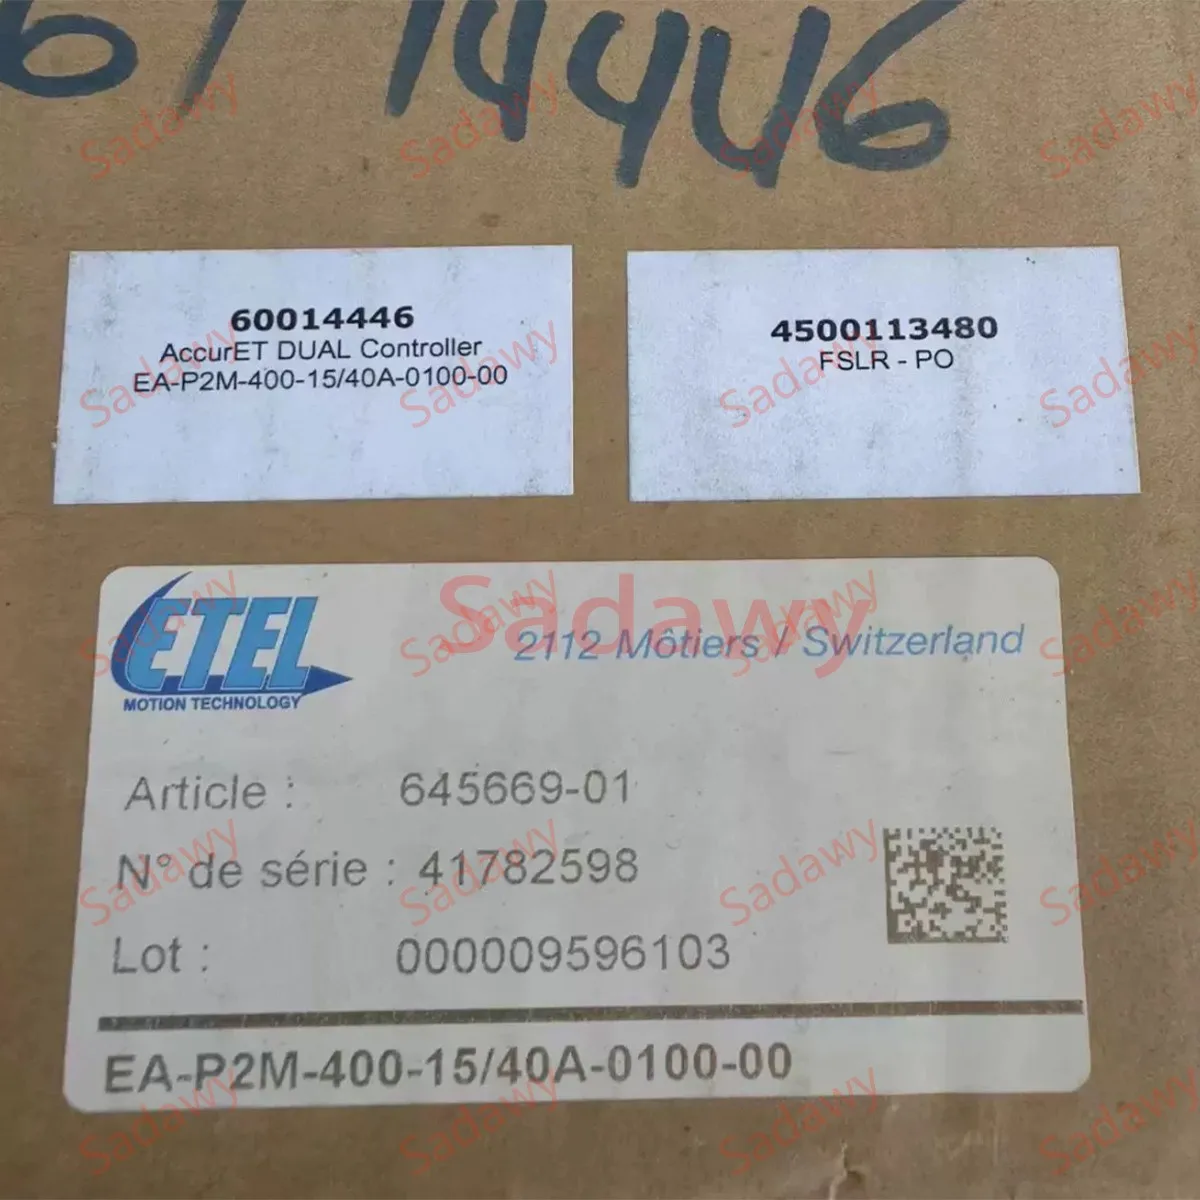 14446
60014446
AccurET DUAL Controller
EA-P2M-400-15/40A-0100-00
4500113480
FSLR - PO
ETEL
MOTION TECHNOLOGY
2112 Môtiers / Switzerland
Sadawy
Article : 645669-01
N° de série : 41782598
Lot : 000009596103
EA-P2M-400-15/40A-0100-00